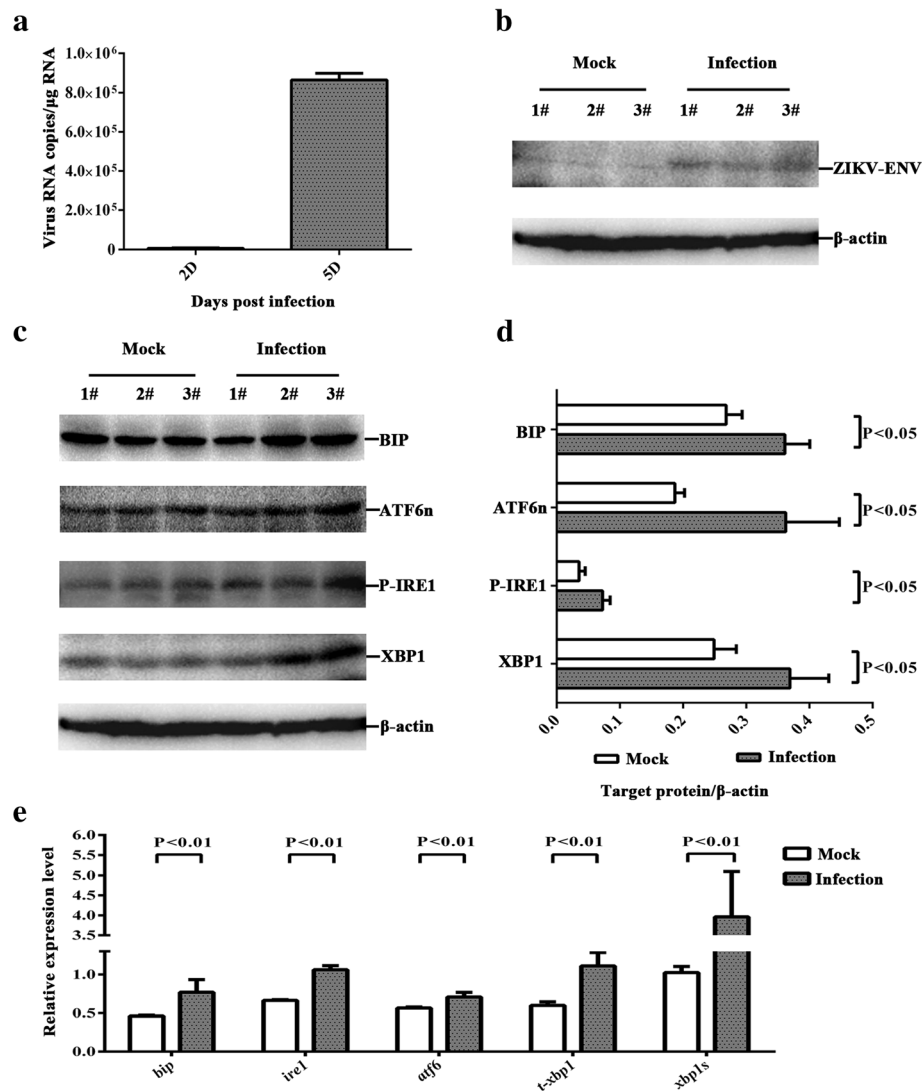 a
1.0×10⁶
8.0×10⁵
6.0×10⁵
4.0×10⁵
2.0×10⁵
0
Virus RNA copies/μg RNA
2D
5D
Days post infection
b
Mock Infection
1# 2# 3# 1# 2# 3#
ZIKV-ENV
β-actin
c
Mock Infection
1# 2# 3# 1# 2# 3#
BIP
ATF6n
P-IRE1
XBP1
β-actin
d
BIP
P<0.05
ATF6n
P<0.05
P-IRE1
P<0.05
XBP1
P<0.05
0.0 0.1 0.2 0.3 0.4 0.5
Mock Infection
Target protein/β-actin
e
Relative expression level
6.0
5.5
5.0
4.5
4.0
3.5
1.0
0.5
0.0
P<0.01 P<0.01 P<0.01 P<0.01 P<0.01
Mock
Infection
bip ire1 atf6 t-xbp1 xbp1s